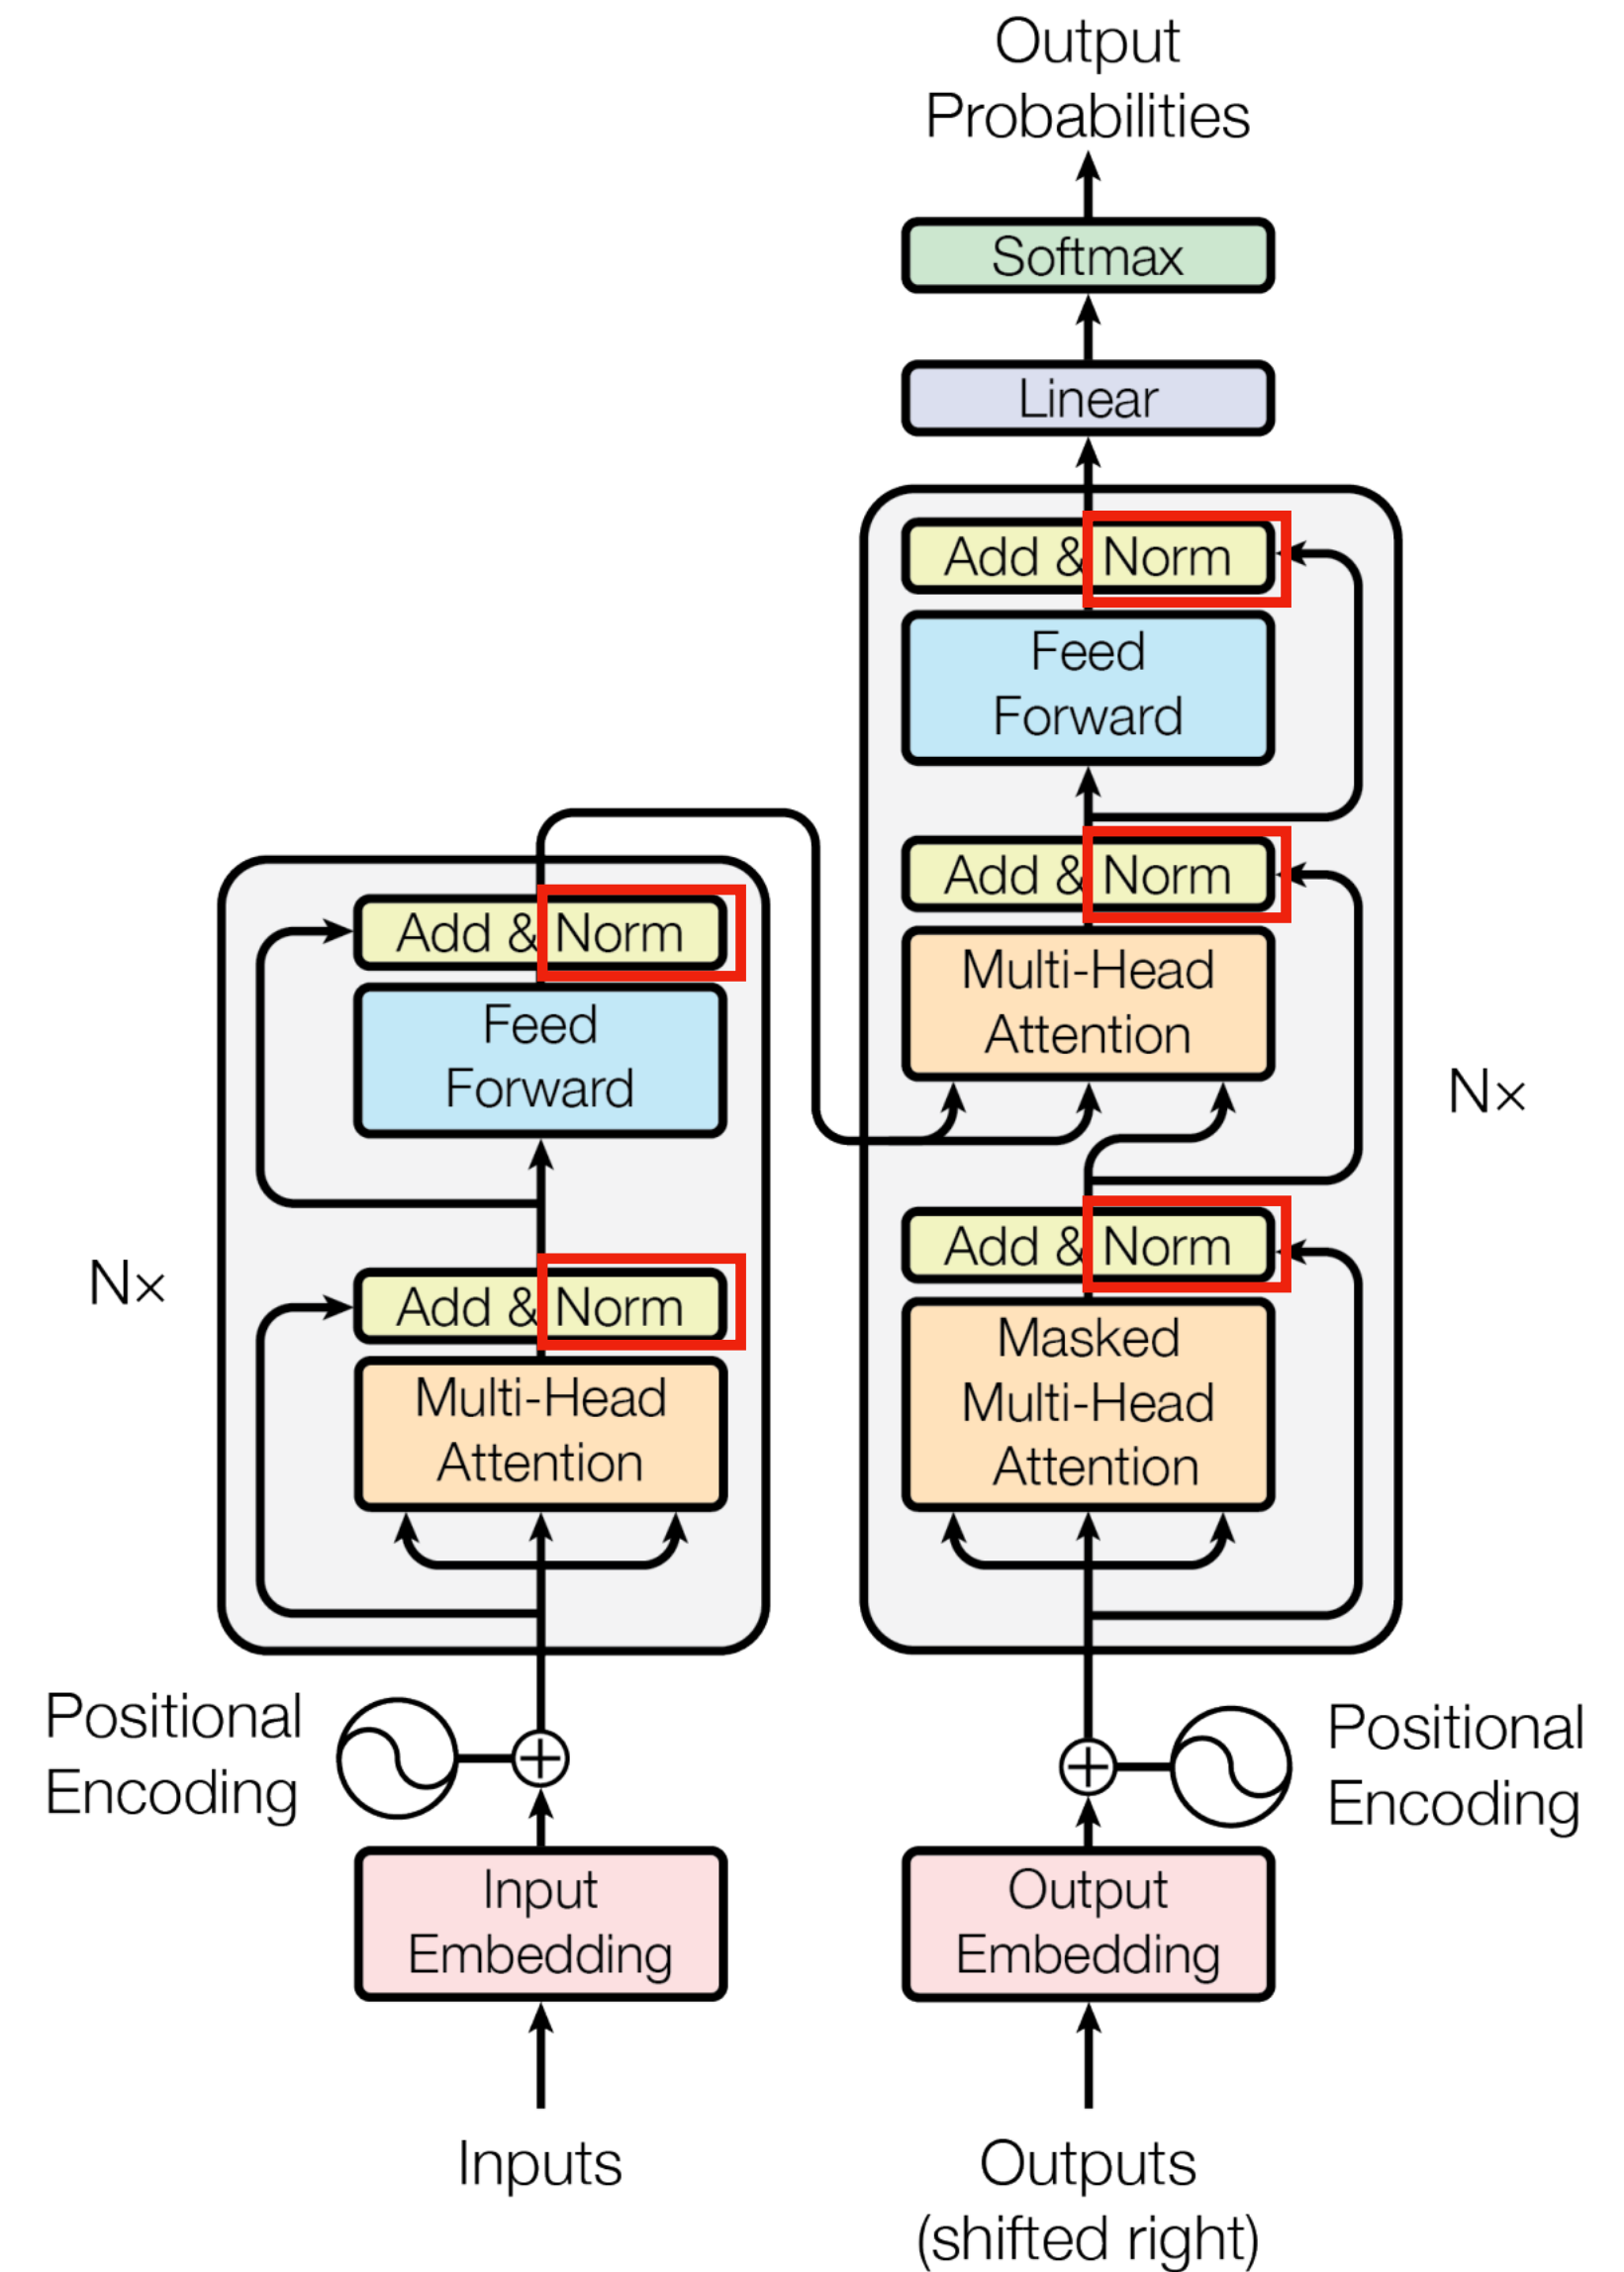 Output
Probabilities
Softmax
Linear
Add & Norm
Feed
Forward
Add & Norm
Multi-Head
Attention
Nx
Add & Norm
Masked
Multi-Head
Attention
Add & Norm
Feed
Forward
Nx
Add & Norm
Multi-Head
Attention
Positional
Encoding
Positional
Encoding
Input
Embedding
Output
Embedding
Inputs
Outputs
(shifted right)